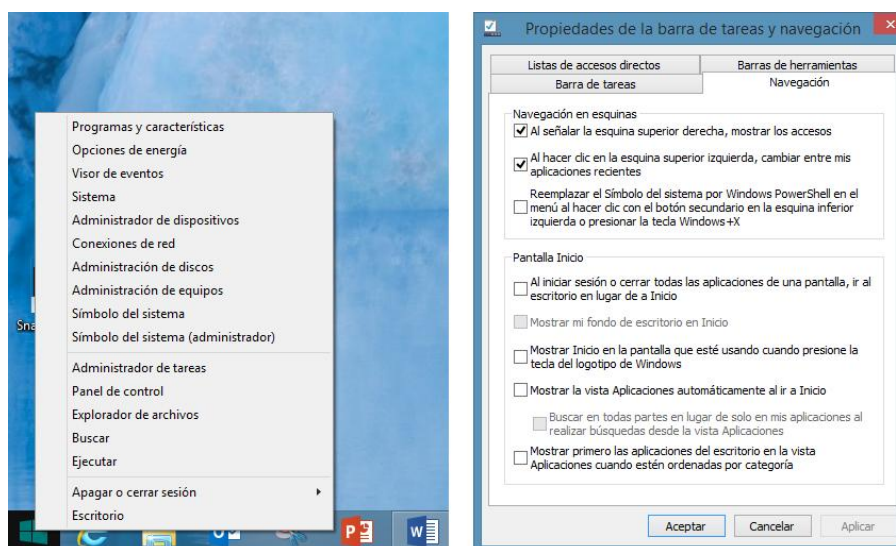 Programas y características
Opciones de energía
Visor de eventos
Sistema
Administrador de dispositivos
Conexiones de red
Administración de discos
Administración de equipos
Símbolo del sistema
Símbolo del sistema (administrador)
Administrador de tareas
Panel de control
Explorador de archivos
Buscar
Ejecutar
Apagar o cerrar sesión
Escritorio
Sna
Propiedades de la barra de tareas y navegación
Listas de accesos directos
Barras de herramientas
Barra de tareas
Navegación
Navegación en esquinas
Al señalar la esquina superior derecha, mostrar los accesos
Al hacer clic en la esquina superior izquierda, cambiar entre mis
aplicaciones recientes
Reemplazar el Símbolo del sistema por Windows PowerShell en el
menú al hacer clic con el botón secundario en la esquina inferior
izquierda o presionar la tecla Windows+X
Pantalla Inicio
Al iniciar sesión o cerrar todas las aplicaciones de una pantalla, ir al
escritorio en lugar de a Inicio
Mostrar mi fondo de escritorio en Inicio
Mostrar Inicio en la pantalla que esté usando cuando presione la
tecla del logotipo de Windows
Mostrar la vista Aplicaciones automáticamente al ir a Inicio
Buscar en todas partes en lugar de solo en mis aplicaciones al
realizar búsquedas desde la vista Aplicaciones
Mostrar primero las aplicaciones del escritorio en la vista
Aplicaciones cuando estén ordenadas por categoría
Aceptar
Cancelar
Aplicar